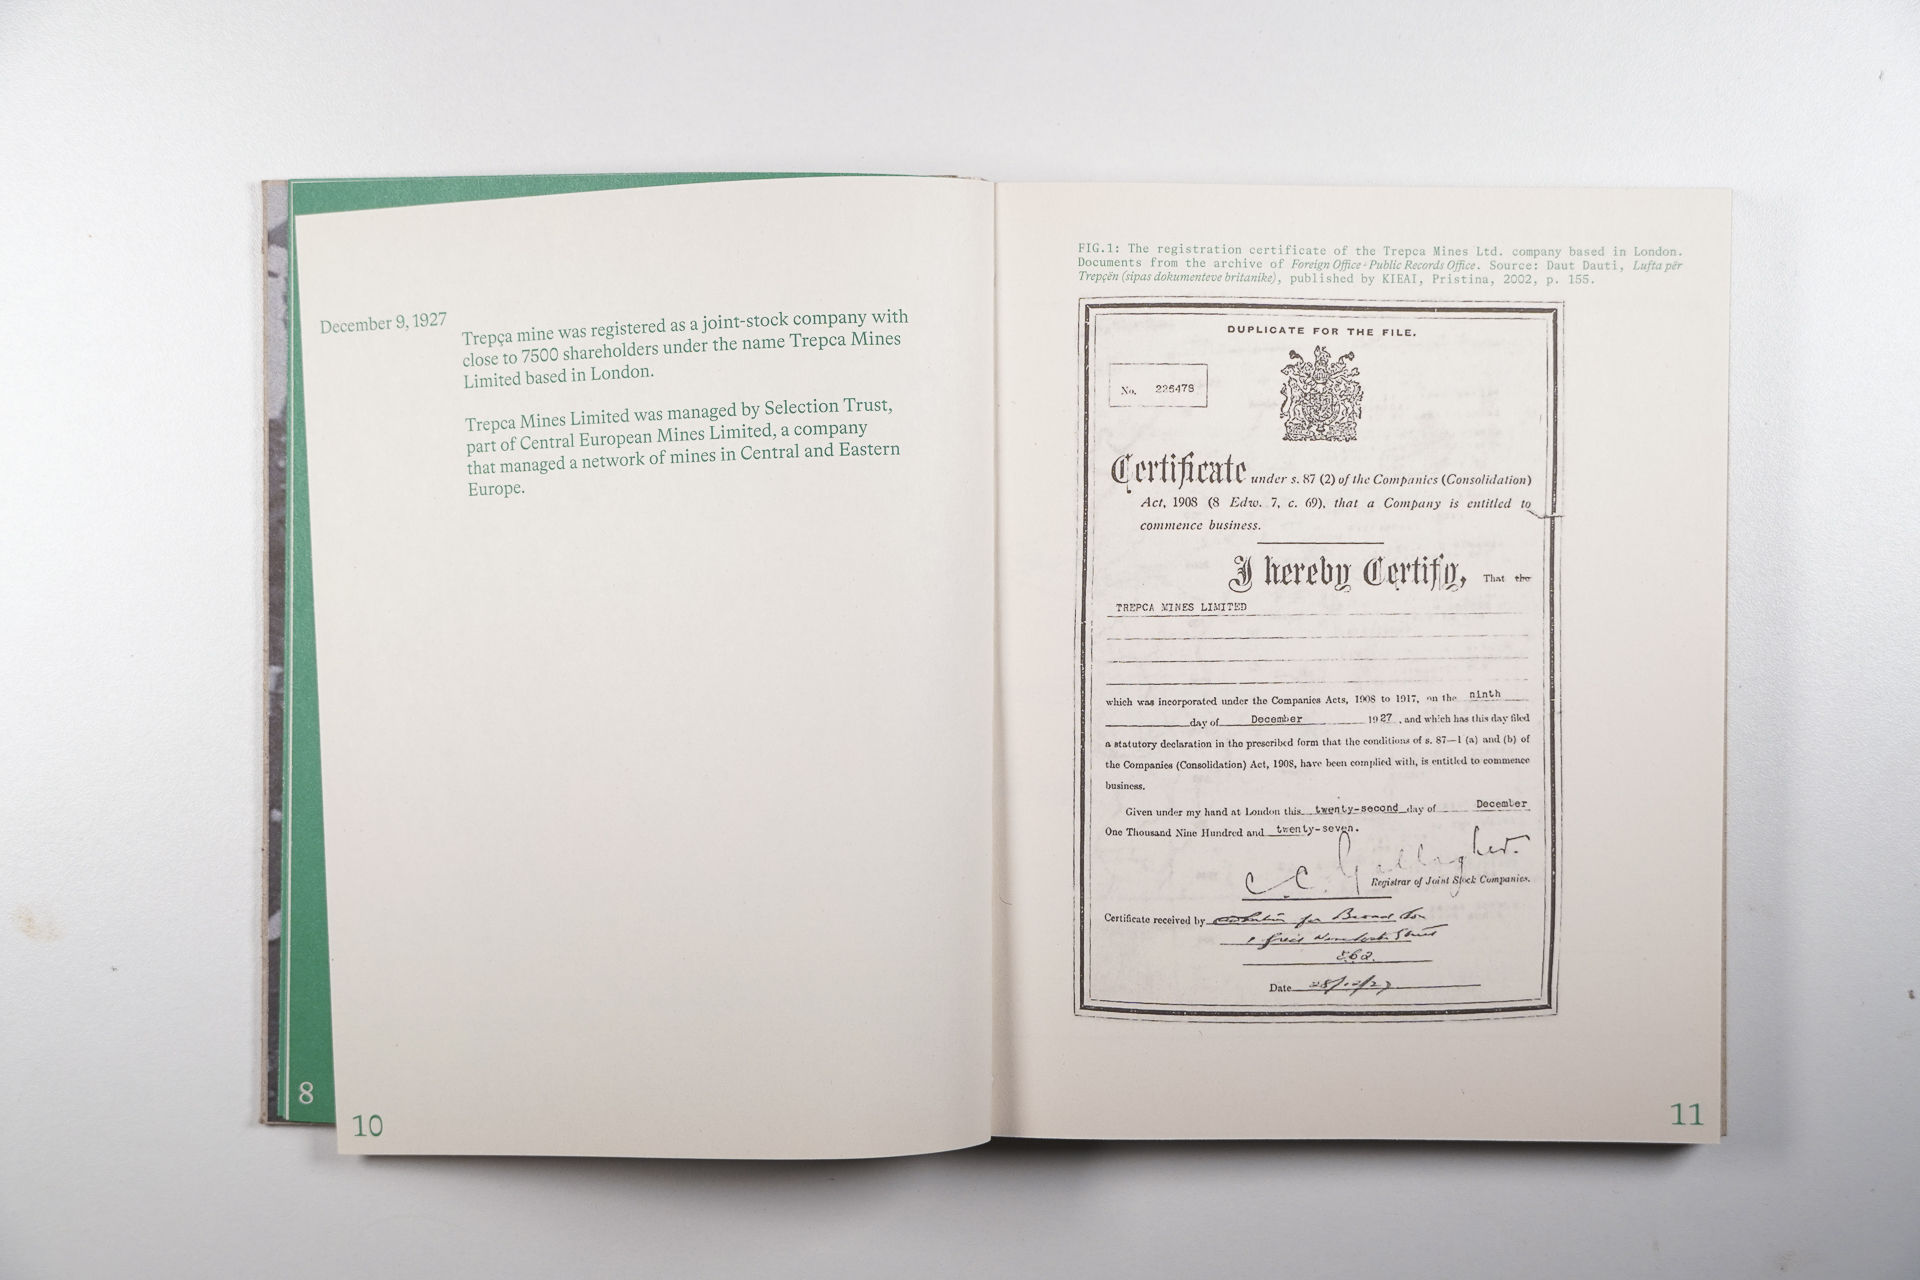 December 9, 1927
Trepça mine was registered as a joint-stock company with
close to 7500 shareholders under the name Trepca Mines
Limited based in London.
Trepca Mines Limited was managed by Selection Trust,
part of Central European Mines Limited, a company
that managed a network of mines in Central and Eastern
Europe.
8
10
FIG.1: The registration certificate of the Trepca Mines Ltd. company based in London.
Documents from the archive of Foreign Office - Public Records Office. Source: Daut Dauti, Lufta për
Trepçën (sipas dokumenteve britanike), published by KIEAI, Pristina, 2002, p. 155.
DUPLICATE FOR THE FILE.
No. 226478
Certificate under s. 87 (2) of the Companies (Consolidation)
Act, 1908 (8 Edw. 7, c. 69), that a Company is entitled to
commence business.
I hereby Certify, That the
TREPCA MINES LIMITED
which was incorporated under the Companies Acts, 1908 to 1917, on the ninth
day of December 1927, and which has this day filed
a statutory declaration in the prescribed form that the conditions of s. 87—1 (a) and (b) of
the Companies (Consolidation) Act, 1908, have been complied with, is entitled to commence
business.
Given under my hand at London this twenty-second day of December
One Thousand Nine Hundred and twenty-seven.
C. C. Gallagher.
Registrar of Joint Stock Companies.
Certificate received by
Date 28/12/27
11